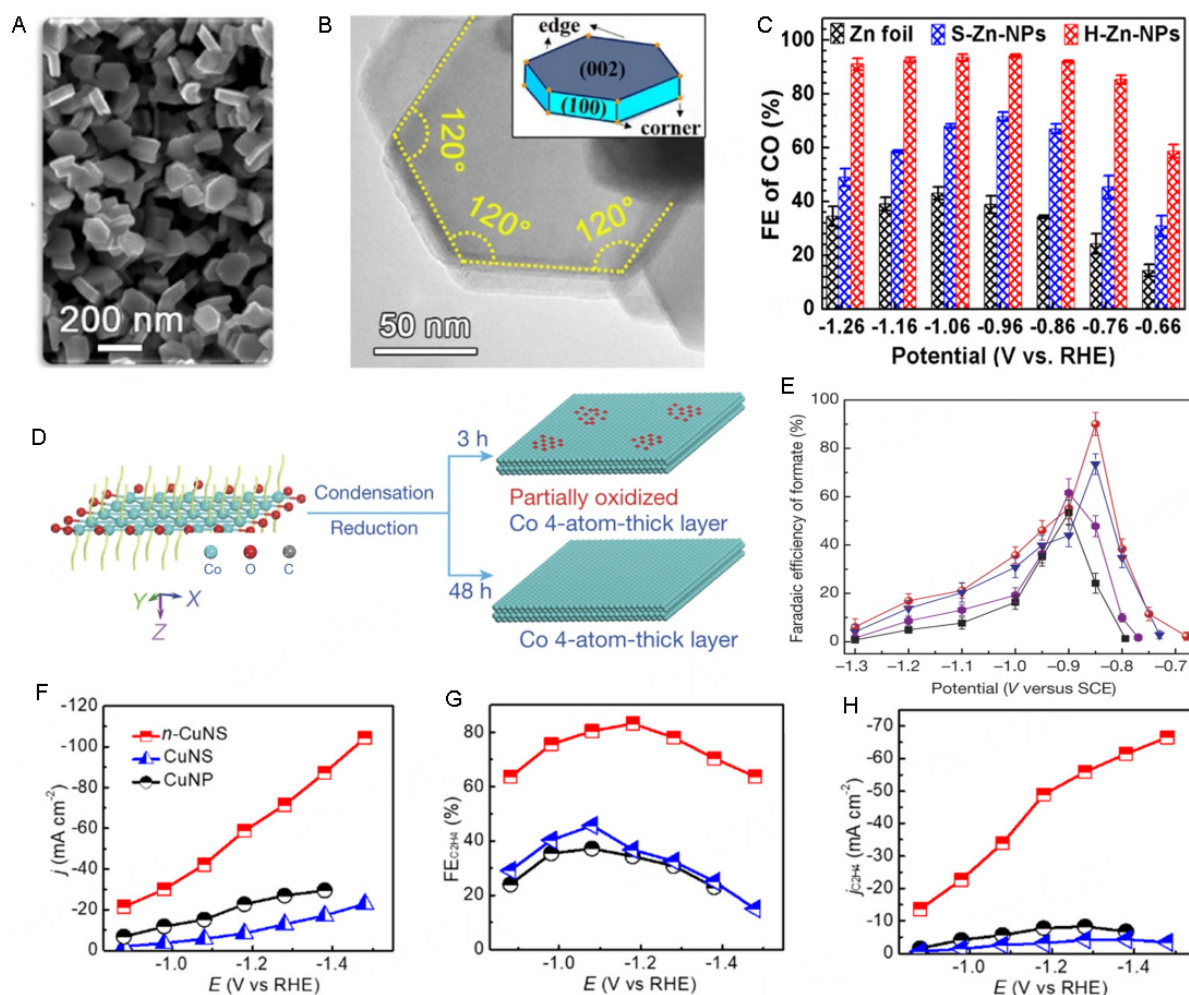 A
200 nm
B
120°
120°
120°
50 nm
edge
(002)
(100)
corner
C
Zn foil S-Zn-NPs H-Zn-NPs
FE of CO (%)
100
80
60
40
20
0
-1.26 -1.16 -1.06 -0.96 -0.86 -0.76 -0.66
Potential (V vs. RHE)
D
Condensation
Reduction
3 h
48 h
Partially oxidized
Co 4-atom-thick layer
Co 4-atom-thick layer
Co O C
Y X
Z
E
Faradaic efficiency of formate (%)
100
80
60
40
20
0
–1.3 –1.2 –1.1 –1.0 –0.9 –0.8 –0.7
Potential (V versus SCE)
F
n-CuNS
CuNS
CuNP
j (mA cm⁻²)
-120
-100
-80
-60
-40
-20
0
-1.0 -1.2 -1.4
E (V vs RHE)
G
FE_C2H4 (%)
80
60
40
20
0
-1.0 -1.2 -1.4
E (V vs RHE)
H
j_C2H4 (mA cm⁻²)
-70
-60
-50
-40
-30
-20
-10
0
-1.0 -1.2 -1.4
E (V vs RHE)